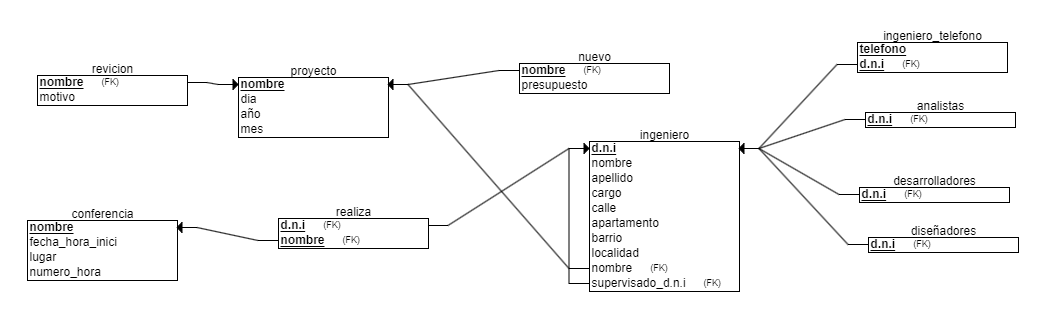 revicion
nombre (FK)
motivo
proyecto
nombre
dia
año
mes
nuevo
nombre (FK)
presupuesto
ingeniero_telefono
telefono
d.n.i (FK)
analistas
d.n.i (FK)
ingeniero
d.n.i
nombre
apellido
cargo
calle
apartamento
barrio
localidad
nombre (FK)
supervisado_d.n.i (FK)
desarrolladores
d.n.i (FK)
diseñadores
d.n.i (FK)
conferencia
nombre
fecha_hora_inici
lugar
numero_hora
realiza
d.n.i (FK)
nombre (FK)